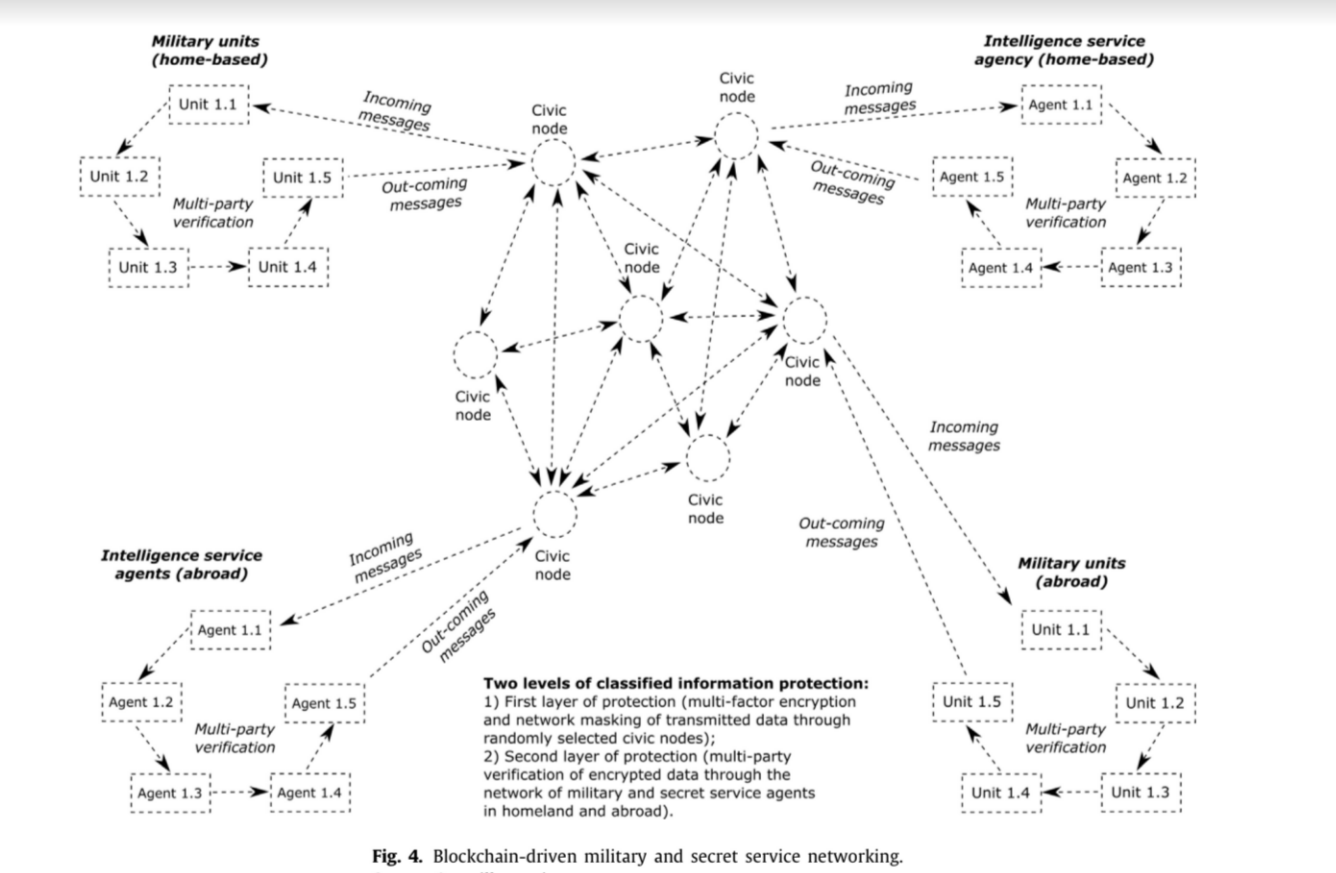 Military units
(home-based)
Unit 1.1
Unit 1.2
Unit 1.5
Multi-party
verification
Unit 1.3
Unit 1.4
Incoming
messages
Out-coming
messages
Civic
node
Civic
node
Incoming
messages
Out-coming
messages
Intelligence service
agency (home-based)
Agent 1.1
Agent 1.5
Agent 1.2
Multi-party
verification
Agent 1.4
Agent 1.3
Civic
node
Civic
node
Civic
node
Civic
node
Civic
node
Incoming
messages
Out-coming
messages
Intelligence service
agents (abroad)
Agent 1.1
Agent 1.2
Agent 1.5
Multi-party
verification
Agent 1.3
Agent 1.4
Incoming
messages
Out-coming
messages
Military units
(abroad)
Unit 1.1
Unit 1.5
Unit 1.2
Multi-party
verification
Unit 1.4
Unit 1.3
Two levels of classified information protection:
1) First layer of protection (multi-factor encryption
and network masking of transmitted data through
randomly selected civic nodes);
2) Second layer of protection (multi-party
verification of encrypted data through the
network of military and secret service agents
in homeland and abroad).
Fig. 4. Blockchain-driven military and secret service networking.